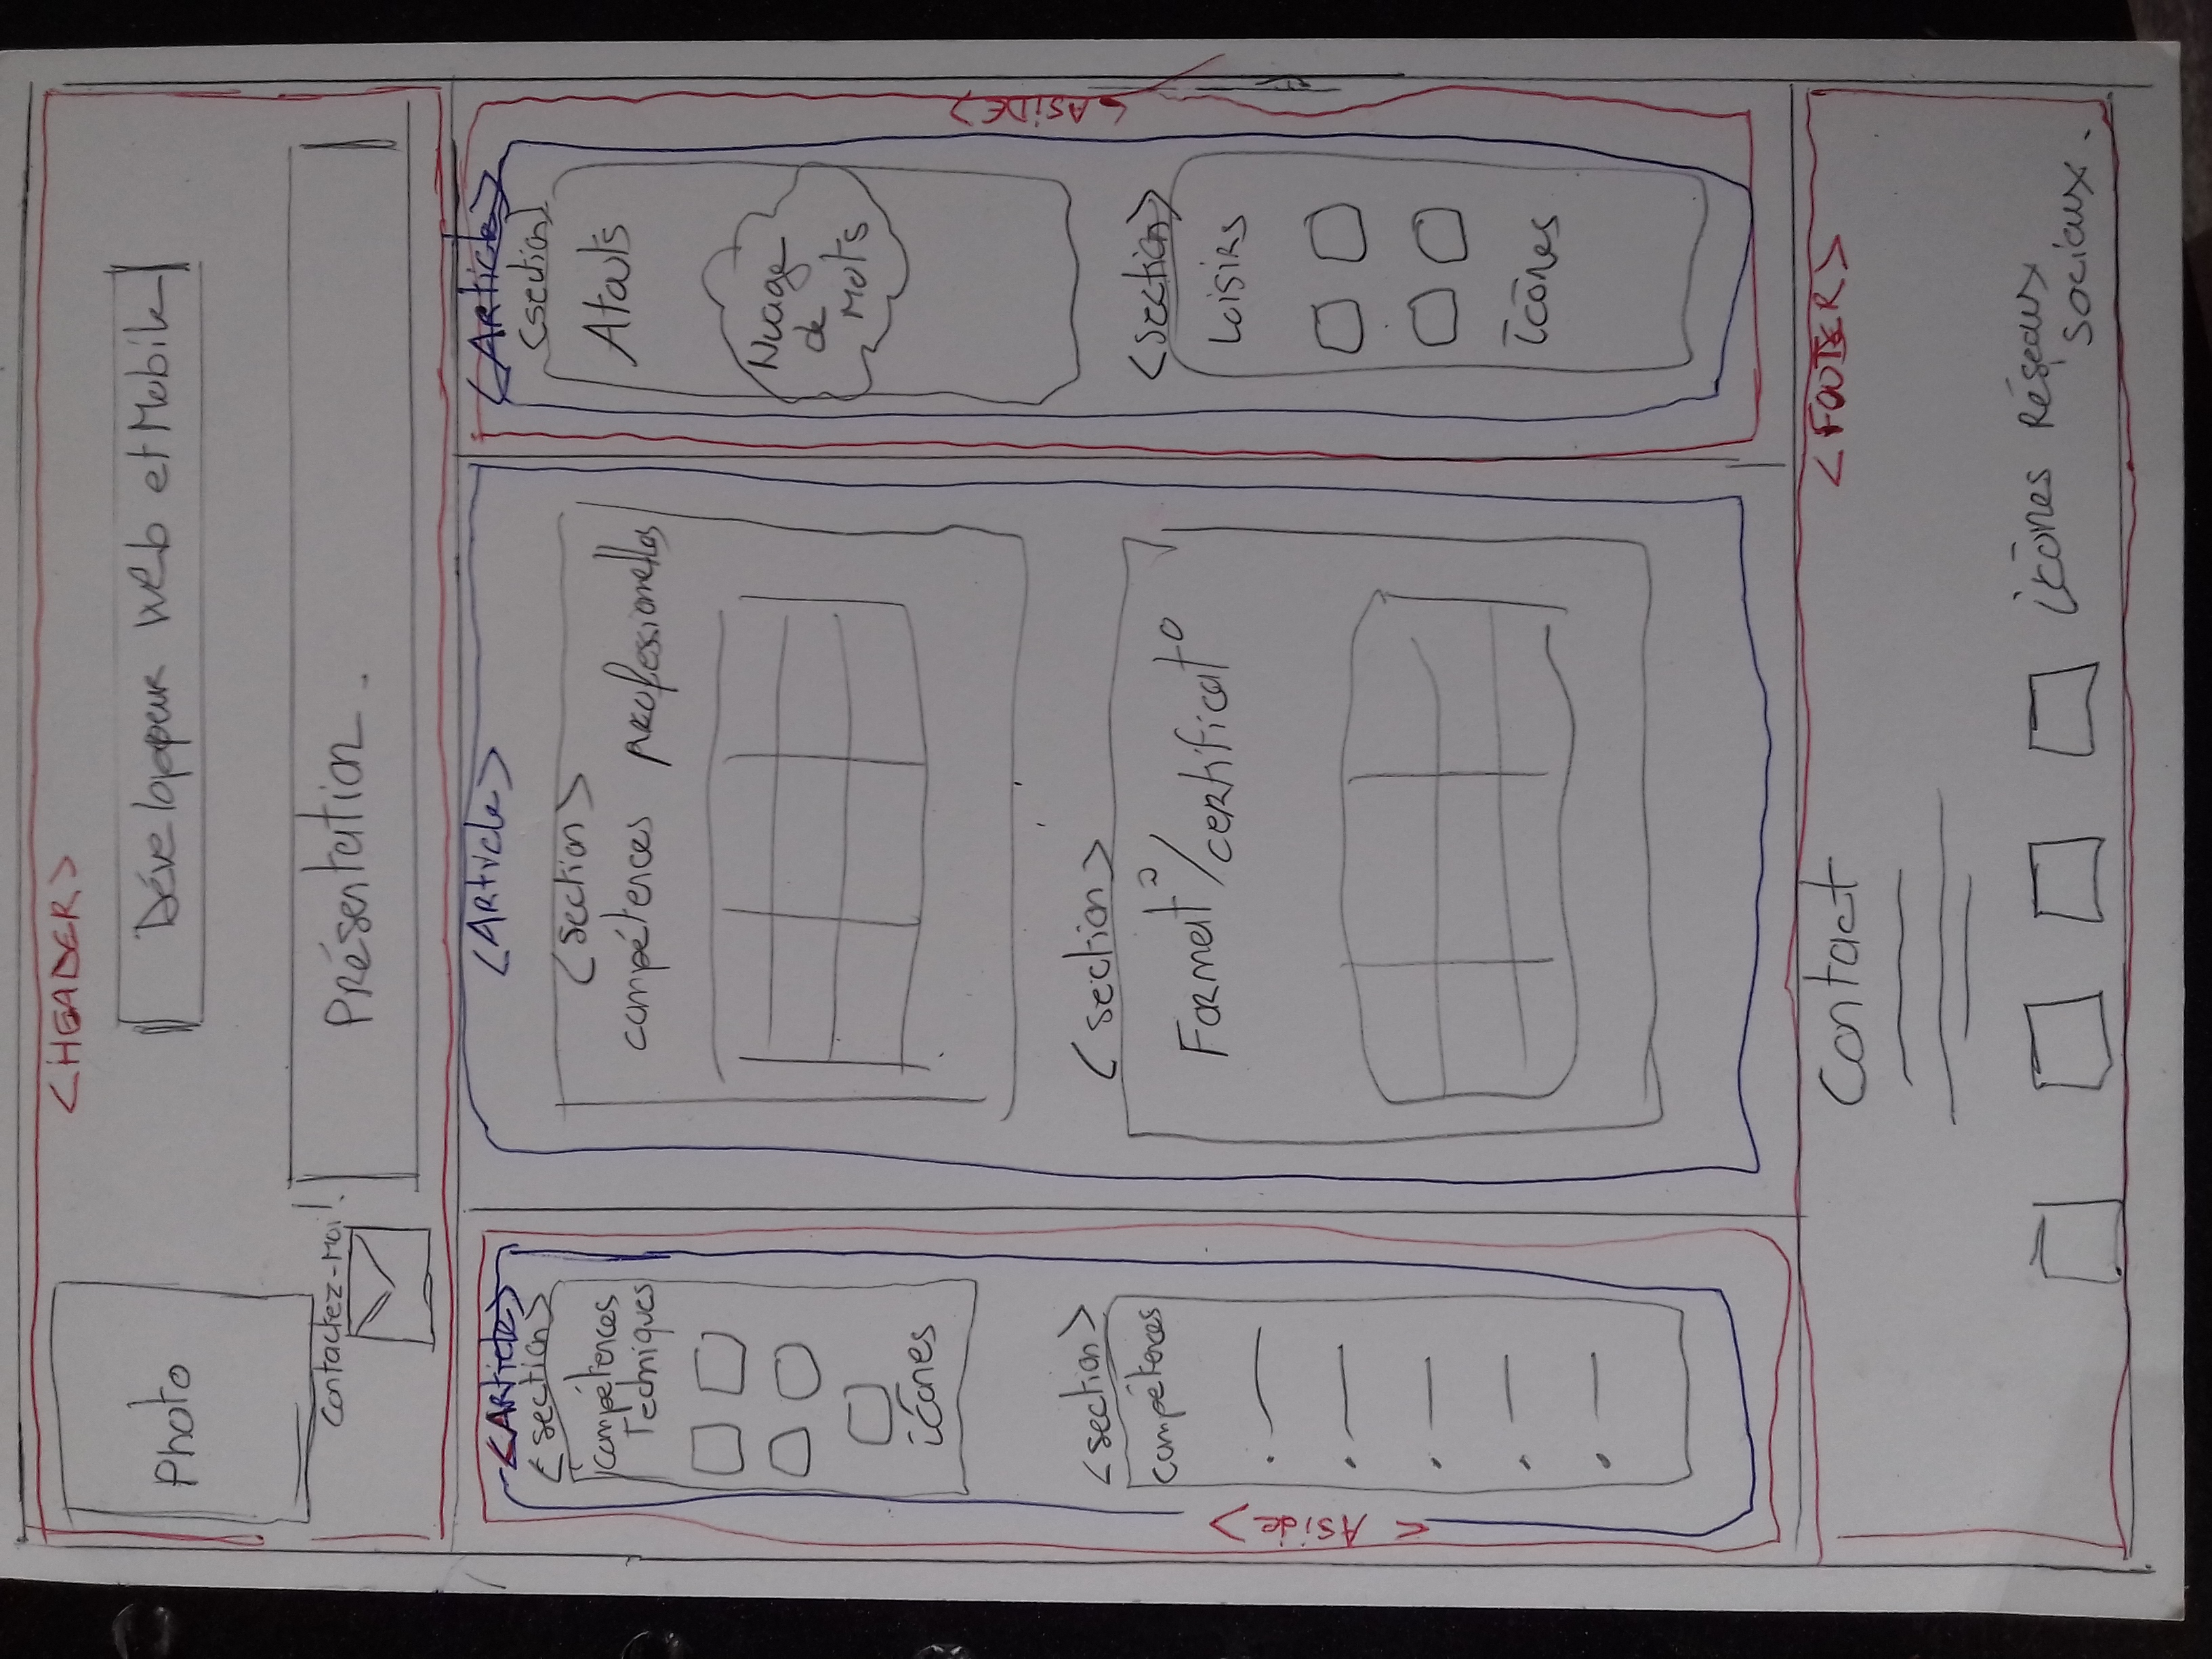 <HEADER>
Photo
Développeur Web et Mobile
Contactez-Moi!
Présentation.
<Article>
<section>
compétences
Techniques
icônes
<section>
compétences
< Aside>
<Article>
<section>
compétences professionnelles
<section>
Format°/certificat°
<Article>
<section>
Atouts
Nuage
de
Mots
<section>
Loisirs
icônes
<ASIDE>
<FOOTER>
Contact
icônes Réseaux
sociaux.